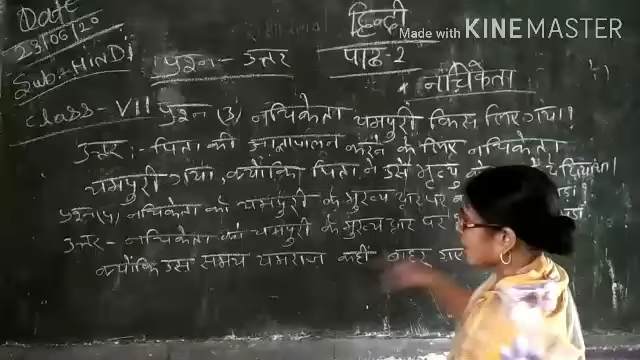 Date
23/06/20
Sub:- HINDI
Class - VII
हिन्दी
Made with KINEMASTER
प्रश्न - उत्तर
पाठ-2
नचिकेता
प्रश्न (3) नचिकेता यमपुरी किस लिए गया?
उत्तर :- पिता की आज्ञापालन करने के लिए नचिकेता
यमपुरी गया, क्योंकि पिता ने उसे मृत्यु को दिया था।
प्रश्न (4) नचिकेता को यमपुरी के मुख्य द्वार पर
उत्तर - नचिकेता को यमपुरी के मुख्य द्वार पर
क्योंकि उस समय यमराज कहीं बाहर गए